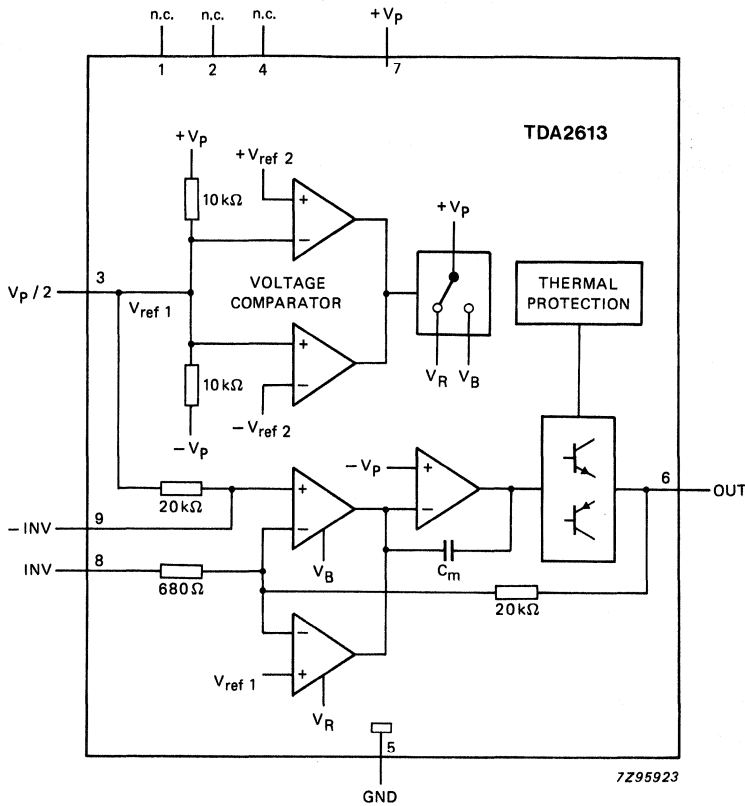 n.c. n.c. n.c. +VP
1 2 4 7
TDA2613
+VP
+Vref 2
10 kΩ
+
−
+VP
3
VP / 2
VOLTAGE
COMPARATOR
THERMAL
PROTECTION
Vref 1
+
−
10 kΩ
VR VB
−Vref 2
−VP
−VP
+
−
6
OUT
20 kΩ
+
−
9
−INV
8
INV
680 Ω
VB
Cm
20 kΩ
−
+
Vref 1
VR
5
7Z95923
GND